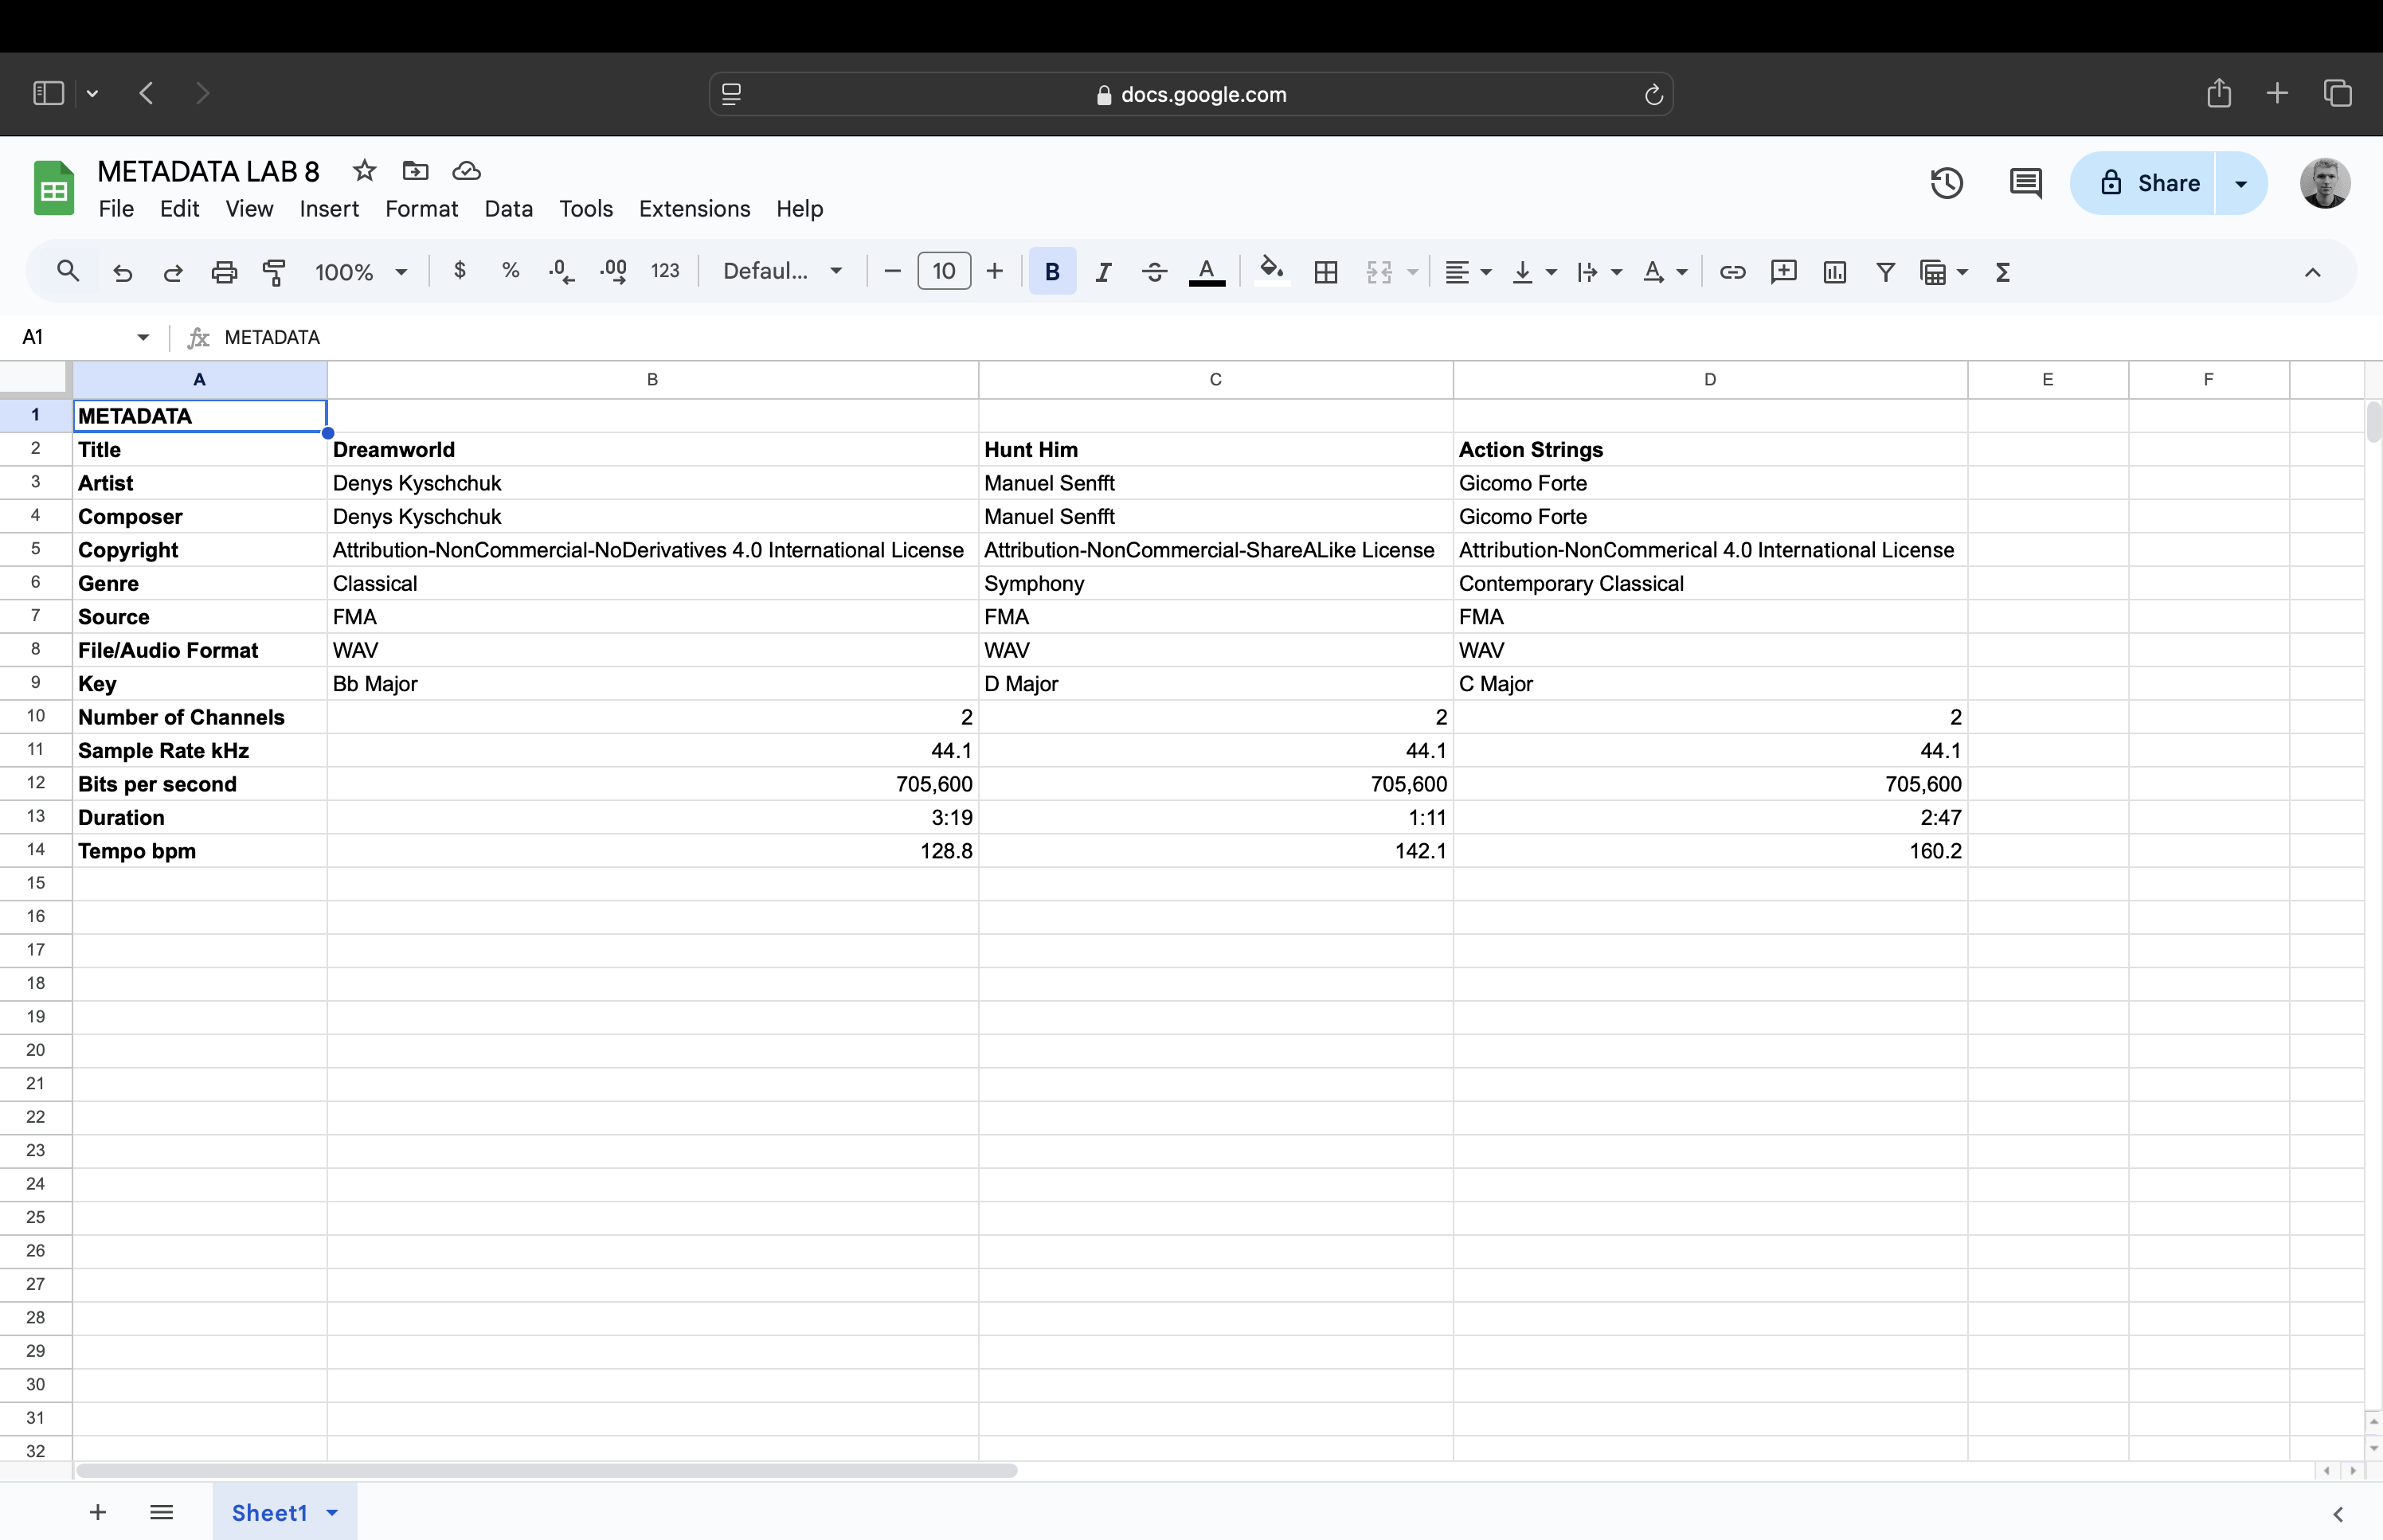 docs.google.com
METADATA LAB 8
File Edit View Insert Format Data Tools Extensions Help
Share
100% $ % .0 .00 123 Defaul... 10 B I A A Σ
A1 fx METADATA
A B C D E F
1 METADATA
2 Title Dreamworld Hunt Him Action Strings
3 Artist Denys Kyschchuk Manuel Senfft Gicomo Forte
4 Composer Denys Kyschchuk Manuel Senfft Gicomo Forte
5 Copyright Attribution-NonCommercial-NoDerivatives 4.0 International License Attribution-NonCommercial-ShareALike License Attribution-NonCommerical 4.0 International License
6 Genre Classical Symphony Contemporary Classical
7 Source FMA FMA FMA
8 File/Audio Format WAV WAV WAV
9 Key Bb Major D Major C Major
10 Number of Channels 2 2 2
11 Sample Rate kHz 44.1 44.1 44.1
12 Bits per second 705,600 705,600 705,600
13 Duration 3:19 1:11 2:47
14 Tempo bpm 128.8 142.1 160.2
15
16
17
18
19
20
21
22
23
24
25
26
27
28
29
30
31
32
Sheet1